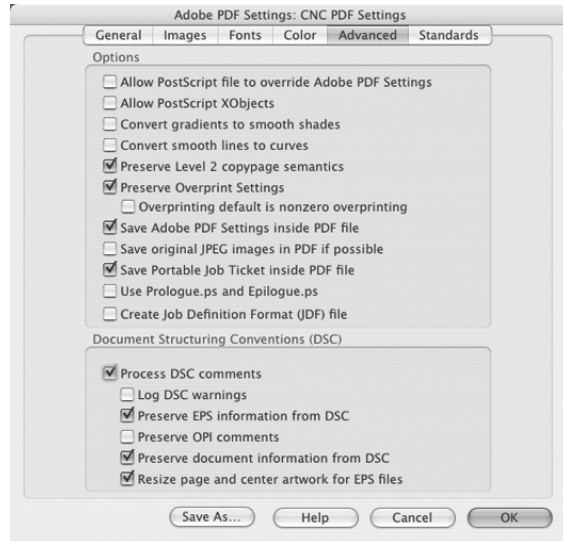 Adobe PDF Settings: CNC PDF Settings
General Images Fonts Color Advanced Standards
Options
Allow PostScript file to override Adobe PDF Settings
Allow PostScript XObjects
Convert gradients to smooth shades
Convert smooth lines to curves
Preserve Level 2 copypage semantics
Preserve Overprint Settings
Overprinting default is nonzero overprinting
Save Adobe PDF Settings inside PDF file
Save original JPEG images in PDF if possible
Save Portable Job Ticket inside PDF file
Use Prologue.ps and Epilogue.ps
Create Job Definition Format (JDF) file
Document Structuring Conventions (DSC)
Process DSC comments
Log DSC warnings
Preserve EPS information from DSC
Preserve OPI comments
Preserve document information from DSC
Resize page and center artwork for EPS files
Save As... Help Cancel OK